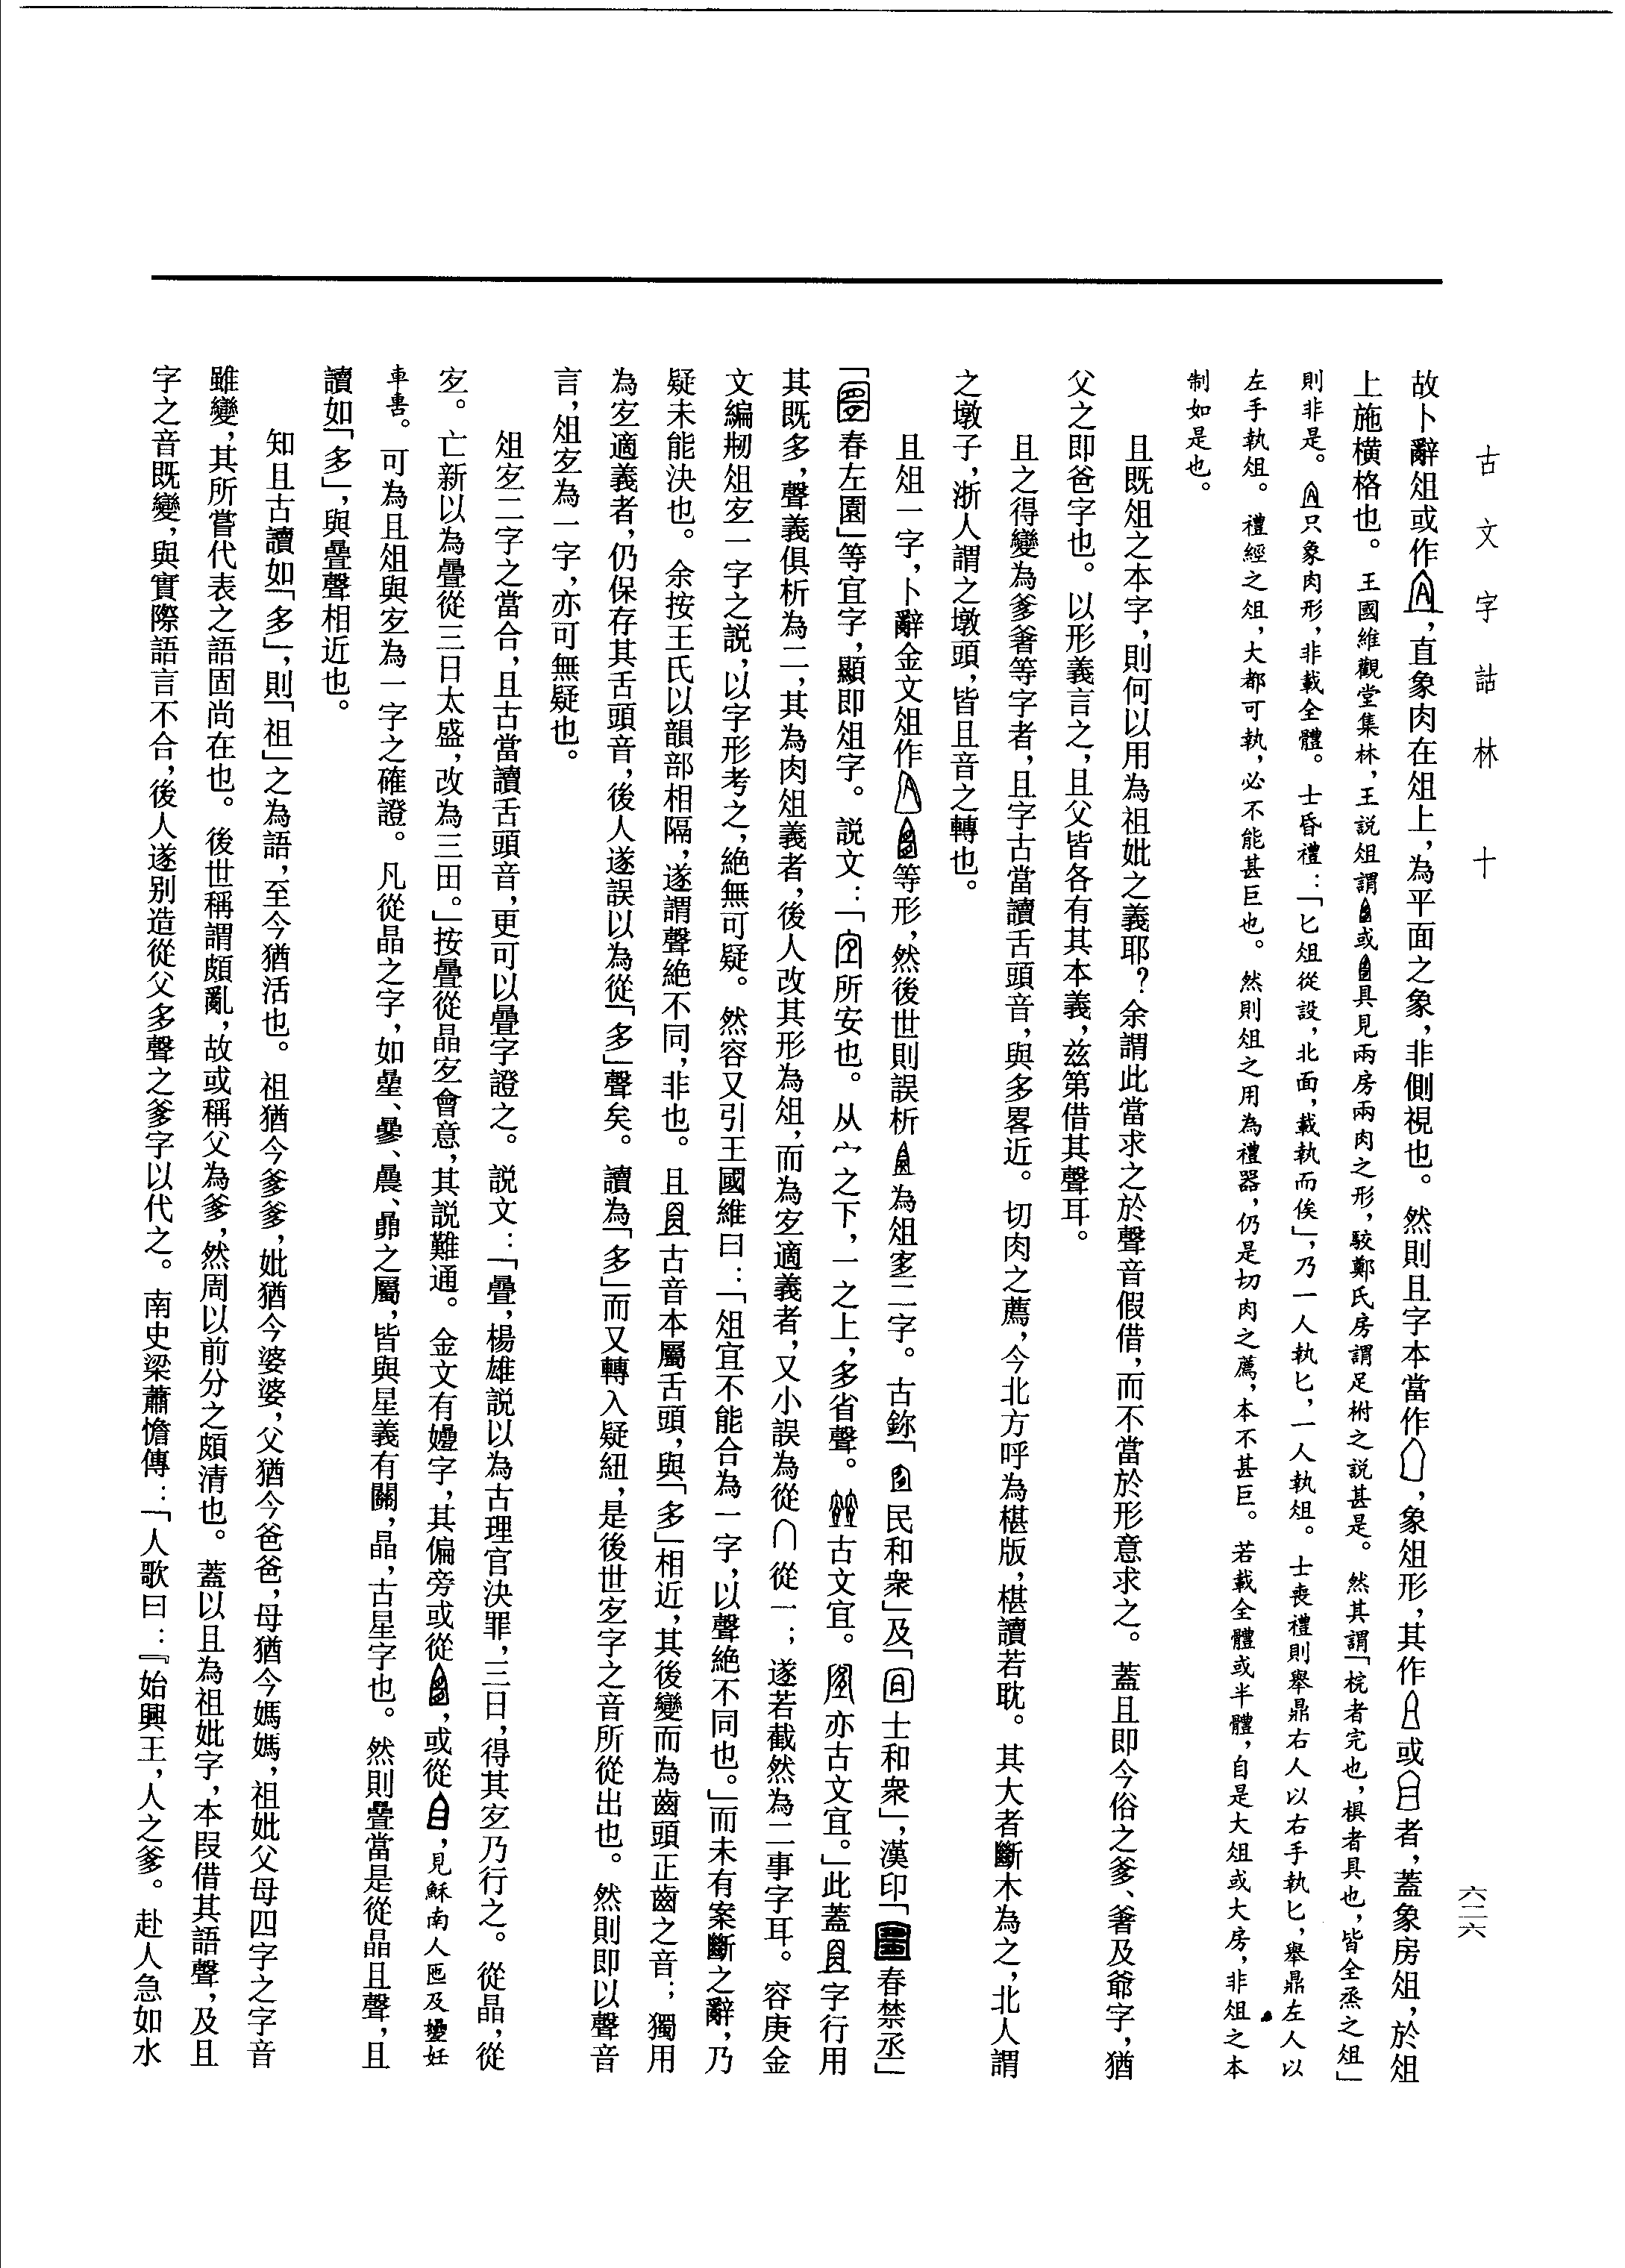 古文字詁林 十
六二六
故卜辭俎或作，直象肉在俎上，為平面之象，非側視也。然則且字本當作，象俎形，其作或者，蓋象房俎，於俎
上施橫格也。王國維觀堂集林，王説俎謂或具見兩房兩肉之形，較鄭氏房謂足柎之説甚是。然其謂「梡者完也，椇者具也，皆全烝之俎」
則非是。只象肉形，非載全體。士昏禮：「匕俎從設，北面，載執而俟」，乃一人執匕，一人執俎。士喪禮則舉鼎右人以右手執匕，舉鼎左人以
左手執俎。禮經之俎，大都可執，必不能甚巨也。然則俎之用為禮器，仍是切肉之薦，本不甚巨。若載全體或半體，自是大俎或大房，非俎之本
制如是也。
且既俎之本字，則何以用為祖妣之義耶？余謂此當求之於聲音假借，而不當於形意求之。蓋且即今俗之爹、奢及爺字，猶
父之即爸字也。以形義言之，且父皆各有其本義，兹第借其聲耳。
且之得變為爹奢等字者，且字古當讀舌頭音，與多畧近。切肉之薦，今北方呼為椹版，椹讀若耽。其大者斷木為之，北人謂
之墩子，浙人謂之墩頭，皆且音之轉也。
且俎一字，卜辭金文俎作等形，然後世則誤析為俎宜二字。古鉨「民和衆」及「士和衆」，漢印「春禁丞」
「春左園」等宜字，顯即俎字。説文：「所安也。从宀之下，一之上，多省聲。古文宜。亦古文宜。」此蓋字行用
其既多，聲義俱析為二，其為肉俎義者，後人改其形為俎，而為宐適義者，又小誤為從從一；遂若截然為二事字耳。容庚金
文編剏俎宐一字之説，以字形考之，絶無可疑。然容又引王國維曰：「俎宜不能合為一字，以聲絶不同也。」而未有案斷之辭，乃
疑未能決也。余按王氏以韻部相隔，遂謂聲絶不同，非也。且古音本屬舌頭，與「多」相近，其後變而為齒頭正齒之音；獨用
為宐適義者，仍保存其舌頭音，後人遂誤以為從「多」聲矣。讀為「多」而又轉入疑紐，是後世宐字之音所從出也。然則即以聲音
言，俎宐為一字，亦可無疑也。
俎宐二字之當合，且古當讀舌頭音，更可以疊字證之。説文：「疊，楊雄説以為古理官決罪，三日，得其宐乃行之。從晶，從
宐。亡新以為疊從三日太盛，改為三田。」按疊從晶宐會意，其説難通。金文有字，其偏旁或從，或從，見穌甫人匜及妊
車軎。可為且俎與宐為一字之確證。凡從晶之字，如曐、曑、曟、之屬，皆與星義有關，晶，古星字也。然則疊當是從晶且聲，且
讀如「多」，與疊聲相近也。
知且古讀如「多」，則「祖」之為語，至今猶活也。祖猶今爹爹，妣猶今婆婆，父猶今爸爸，母猶今媽媽，祖妣父母四字之字音
雖變，其所嘗代表之語固尚在也。後世稱謂頗亂，故或稱父為爹，然周以前分之頗清也。蓋以且為祖妣字，本叚借其語聲，及且
字之音既變，與實際語言不合，後人遂别造從父多聲之爹字以代之。南史梁蕭憺傳：「人歌曰：『始興王，人之爹。赴人急如水